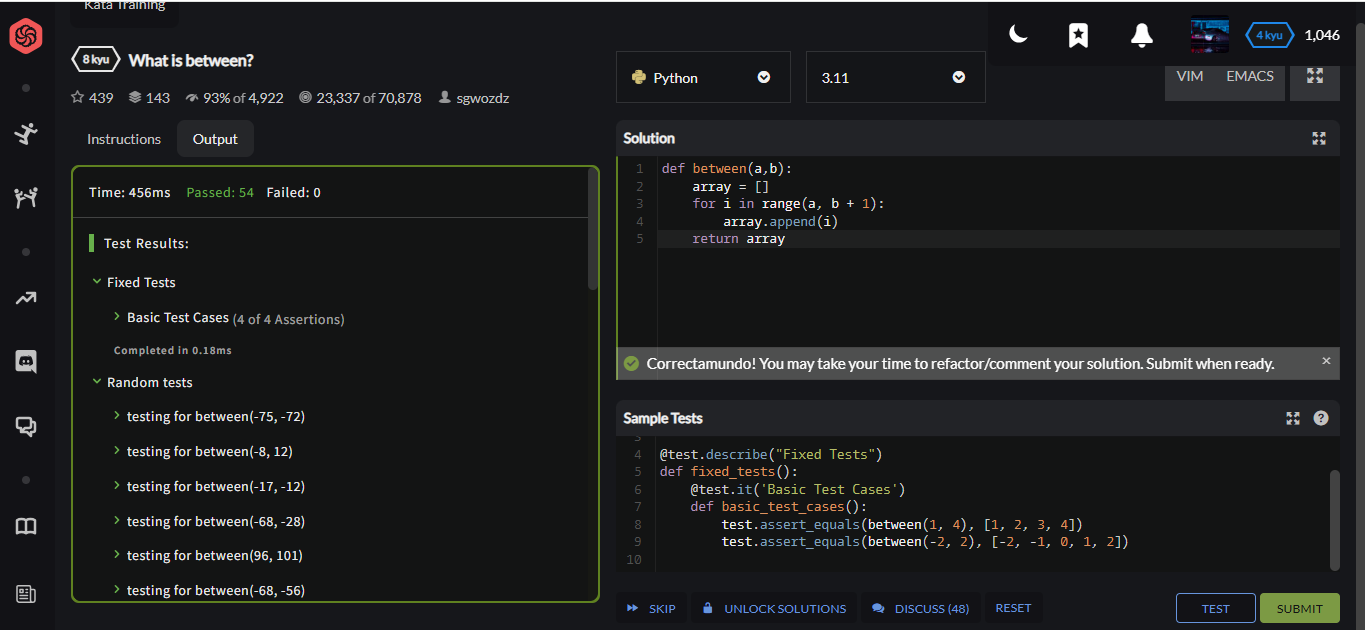 Kata Training
8 kyu What is between?
439 143 93% of 4,922 23,337 of 70,878 sgwozdz
Instructions Output
Time: 456ms Passed: 54 Failed: 0
Test Results:
Fixed Tests
Basic Test Cases (4 of 4 Assertions)
Completed in 0.18ms
Random tests
testing for between(-75, -72)
testing for between(-8, 12)
testing for between(-17, -12)
testing for between(-68, -28)
testing for between(96, 101)
testing for between(-68, -56)
4 kyu 1,046
Python 3.11 VIM EMACS
Solution
1 def between(a,b):
2 array = []
3 for i in range(a, b + 1):
4 array.append(i)
5 return array
Correctamundo! You may take your time to refactor/comment your solution. Submit when ready. ×
Sample Tests ?
3
4 @test.describe("Fixed Tests")
5 def fixed_tests():
6 @test.it('Basic Test Cases')
7 def basic_test_cases():
8 test.assert_equals(between(1, 4), [1, 2, 3, 4])
9 test.assert_equals(between(-2, 2), [-2, -1, 0, 1, 2])
10
SKIP UNLOCK SOLUTIONS DISCUSS (48) RESET TEST SUBMIT